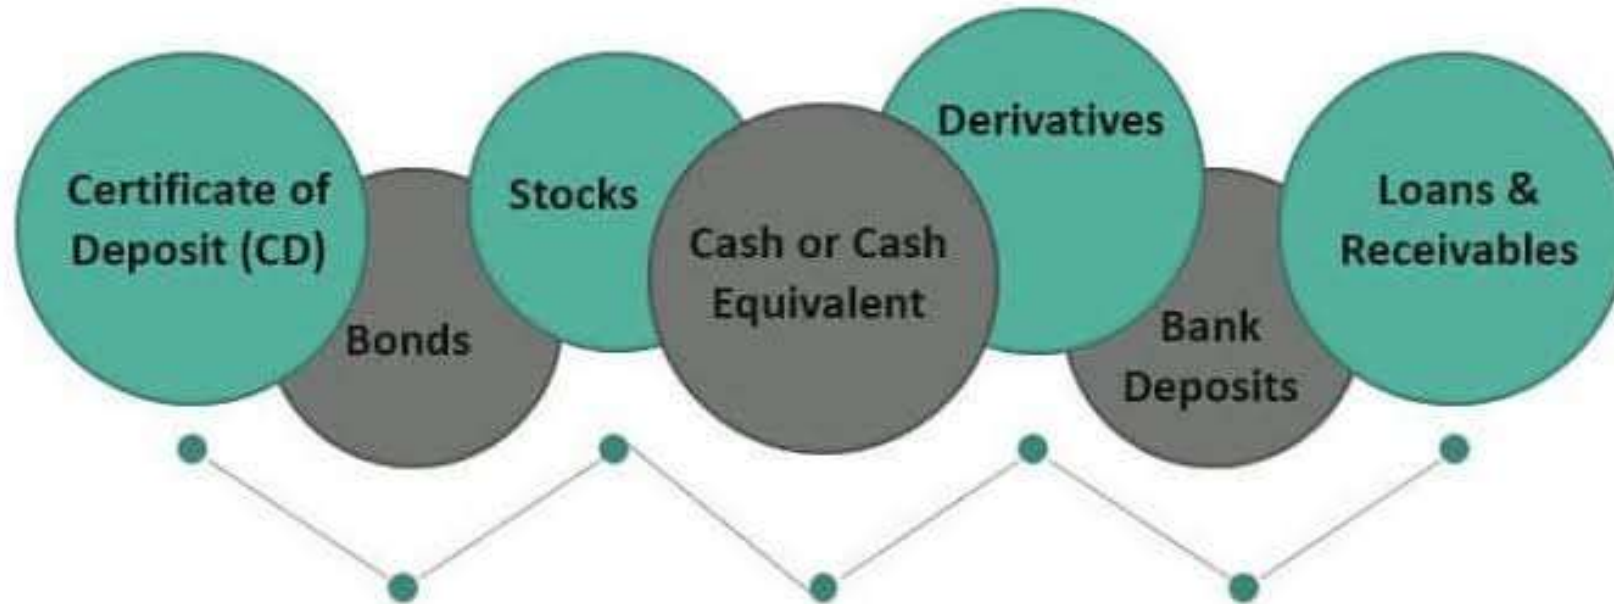 Certificate of
Deposit (CD)
Bonds
Stocks
Cash or Cash
Equivalent
Derivatives
Bank
Deposits
Loans &
Receivables